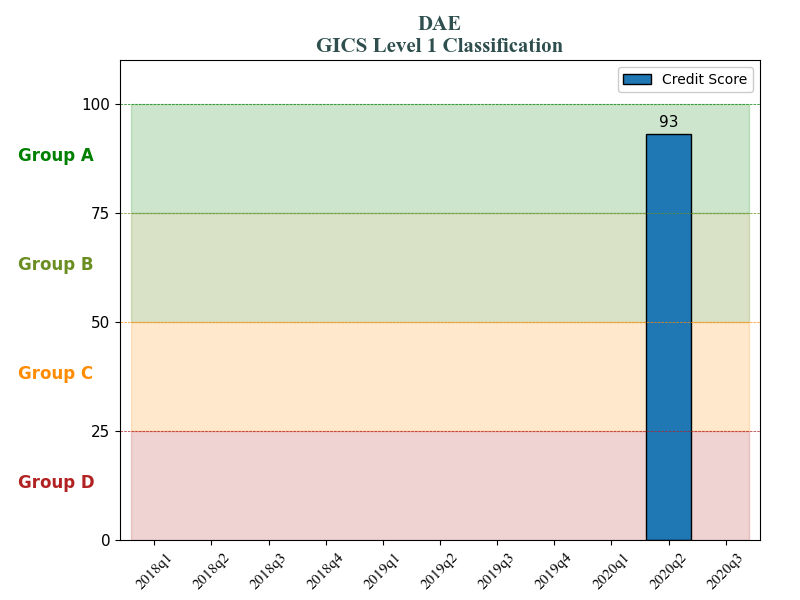 DAE
GICS Level 1 Classification
Credit Score
100
93
Group A
75
Group B
50
Group C
25
Group D
0
2018q1 2018q2 2018q3 2018q4 2019q1 2019q2 2019q3 2019q4 2020q1 2020q2 2020q3